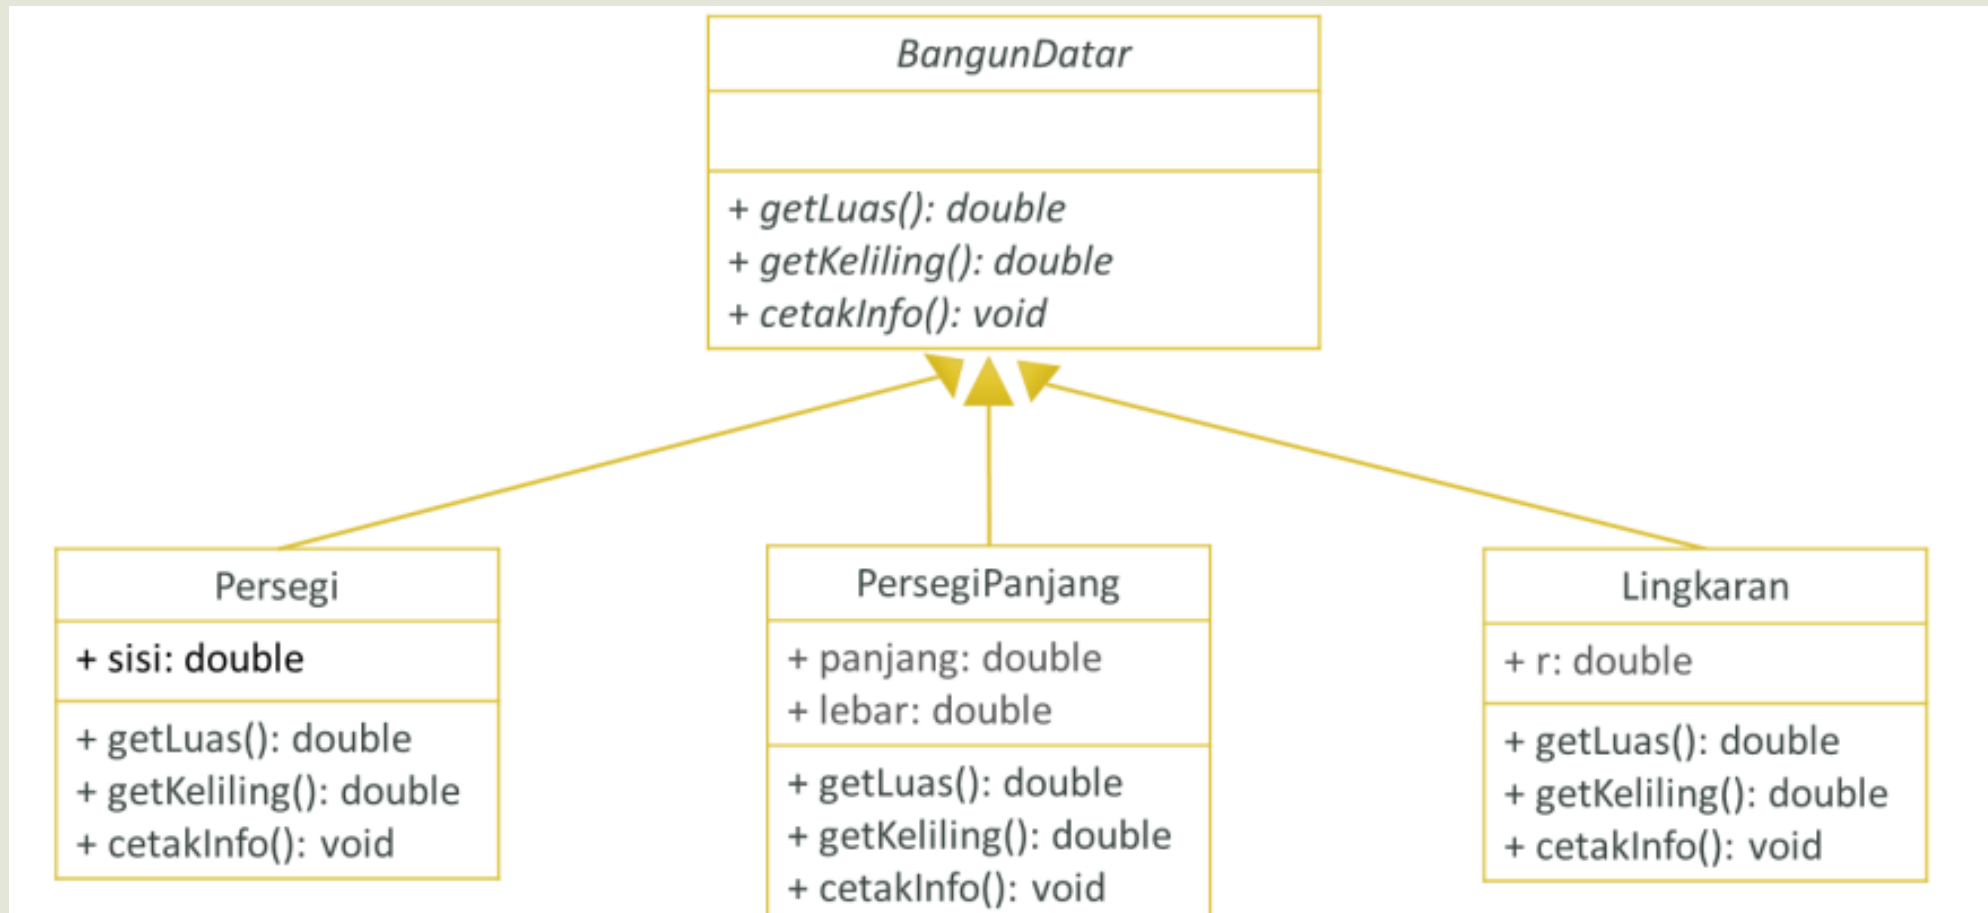 BangunDatar
+ getLuas(): double
+ getKeliling(): double
+ cetakInfo(): void
Persegi
+ sisi: double
+ getLuas(): double
+ getKeliling(): double
+ cetakInfo(): void
PersegiPanjang
+ panjang: double
+ lebar: double
+ getLuas(): double
+ getKeliling(): double
+ cetakInfo(): void
Lingkaran
+ r: double
+ getLuas(): double
+ getKeliling(): double
+ cetakInfo(): void